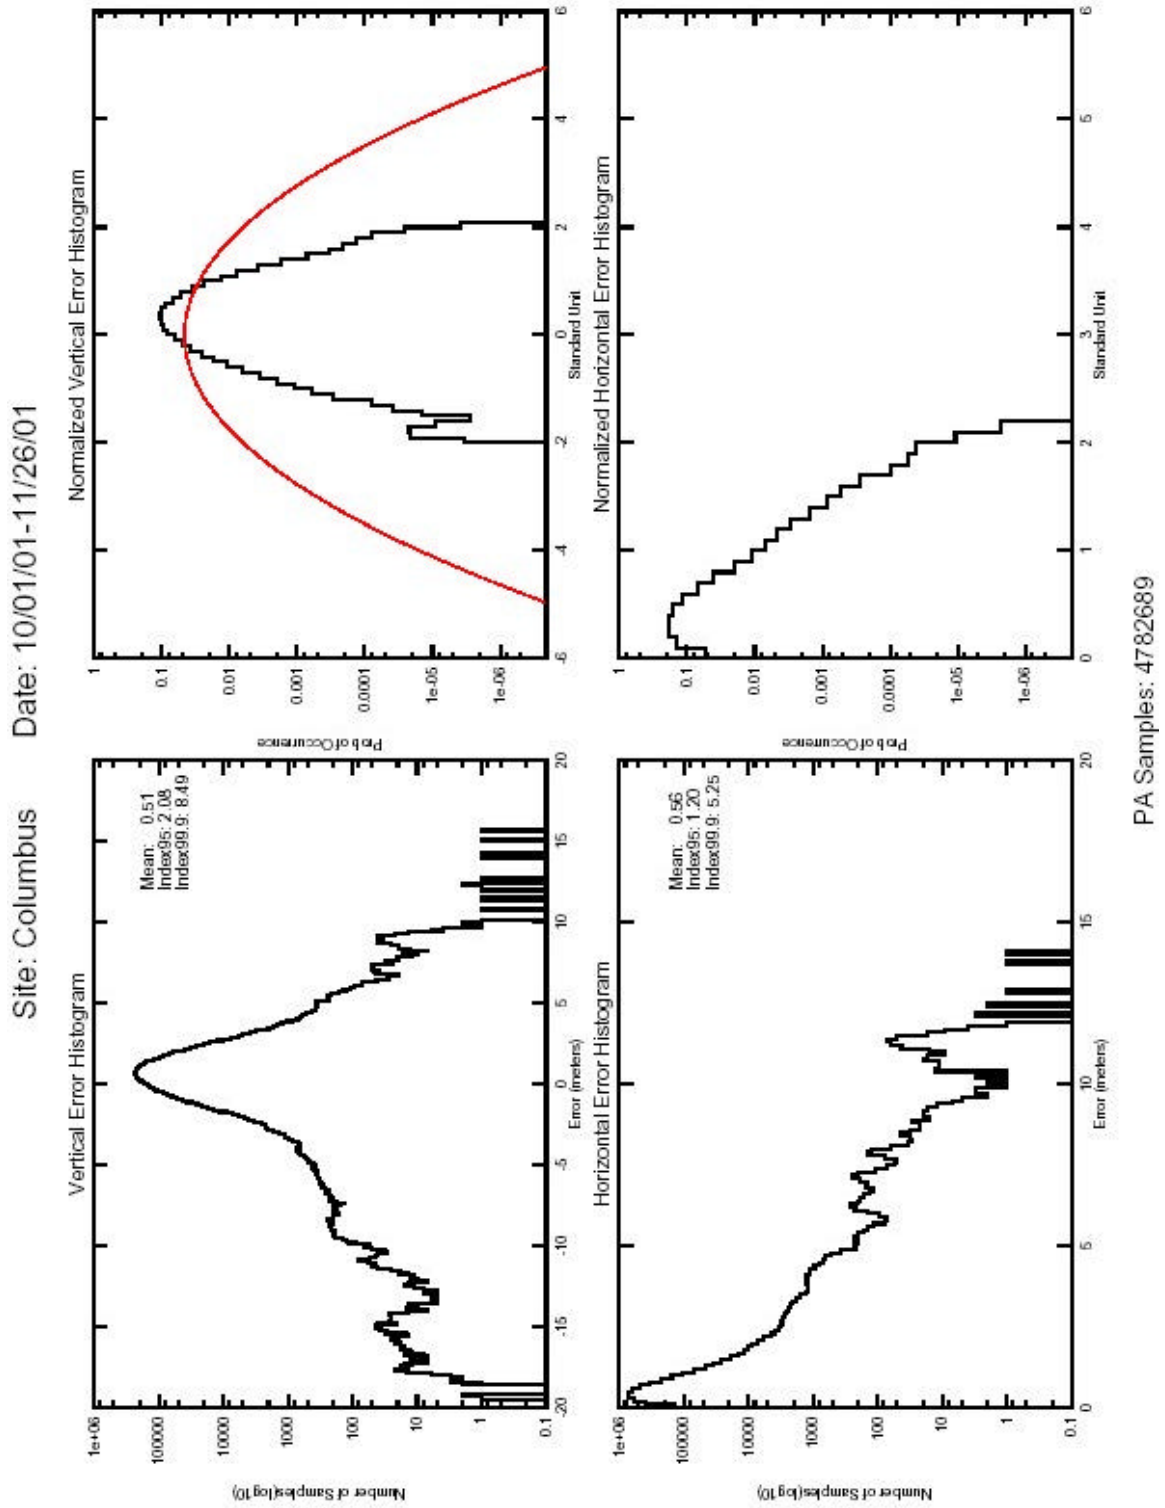 Site: Columbus Date: 10/01/01-11/26/01
Vertical Error Histogram
Number of Samples(log10)
1e+06
100000
10000
1000
100
10
1
0.1
Mean: 0.51
Index95: 2.08
Index99.9: 8.49
-20
-15
-10
-5
0
5
10
15
20
Error (meters)
Normalized Vertical Error Histogram
Prob of Occurrence
1
0.1
0.01
0.001
0.0001
1e-05
1e-06
-6
-4
-2
0
2
4
6
Standard Unit
Horizontal Error Histogram
Number of Samples(log10)
1e+06
100000
10000
1000
100
10
1
0.1
Mean: 0.56
Index95: 1.20
Index99.9: 5.25
0
5
10
15
20
Error (meters)
Normalized Horizontal Error Histogram
Prob of Occurrence
1
0.1
0.01
0.001
0.0001
1e-05
1e-06
0
1
2
3
4
5
6
Standard Unit
PA Samples: 4782689